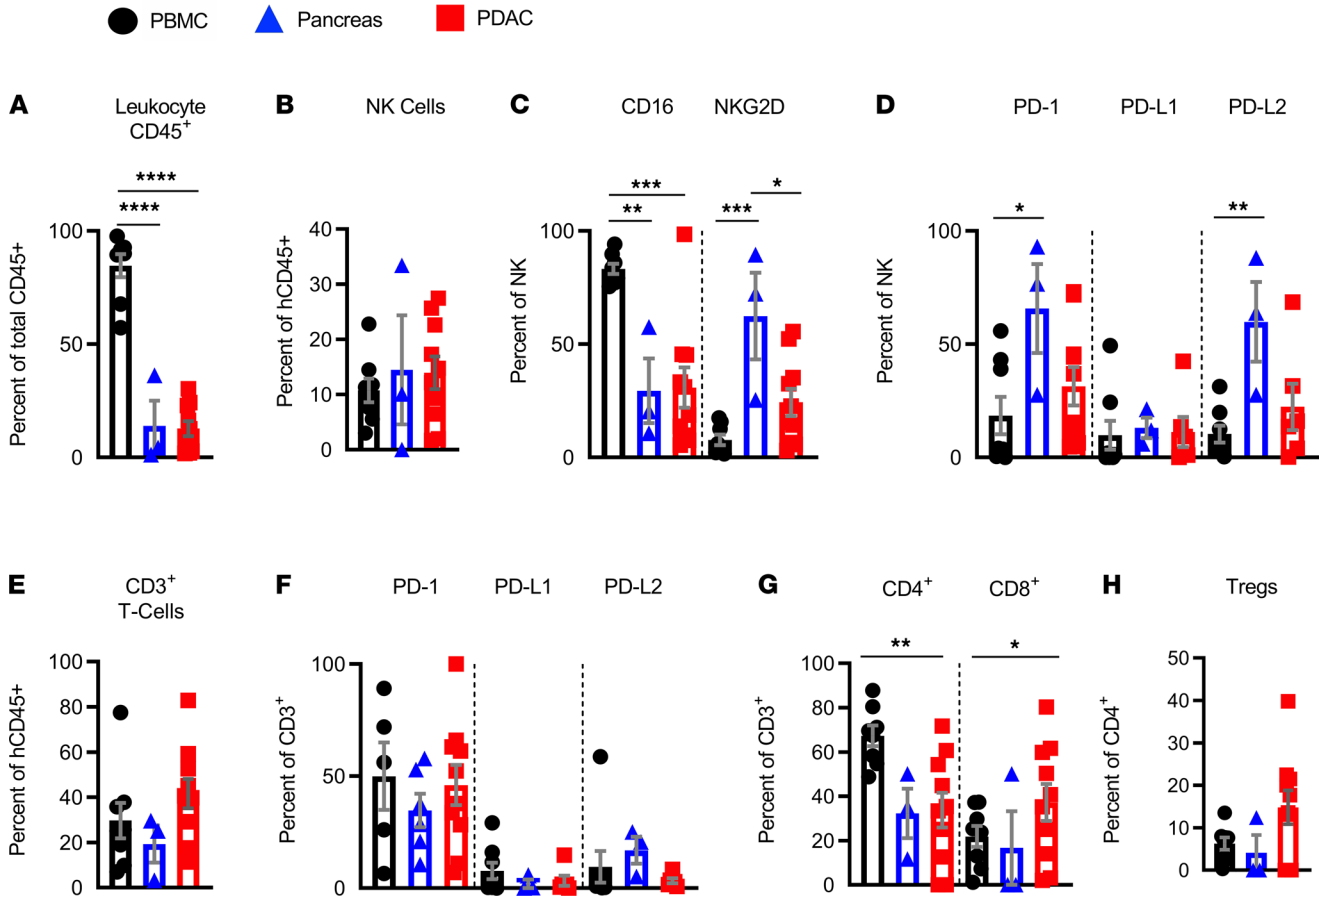 PBMC Pancreas PDAC
A Leukocyte CD45+
B NK Cells
C CD16 NKG2D
D PD-1 PD-L1 PD-L2
**** ****
*** ** *** *
* **
Percent of total CD45+
100
50
0
Percent of hCD45+
40
30
20
10
0
Percent of NK
100
50
0
Percent of NK
100
50
0
E CD3+ T-Cells
F PD-1 PD-L1 PD-L2
G CD4+ CD8+
H Tregs
** *
Percent of hCD45+
100
80
60
40
20
0
Percent of CD3+
100
50
0
Percent of CD3+
100
80
60
40
20
0
Percent of CD4+
50
40
30
20
10
0